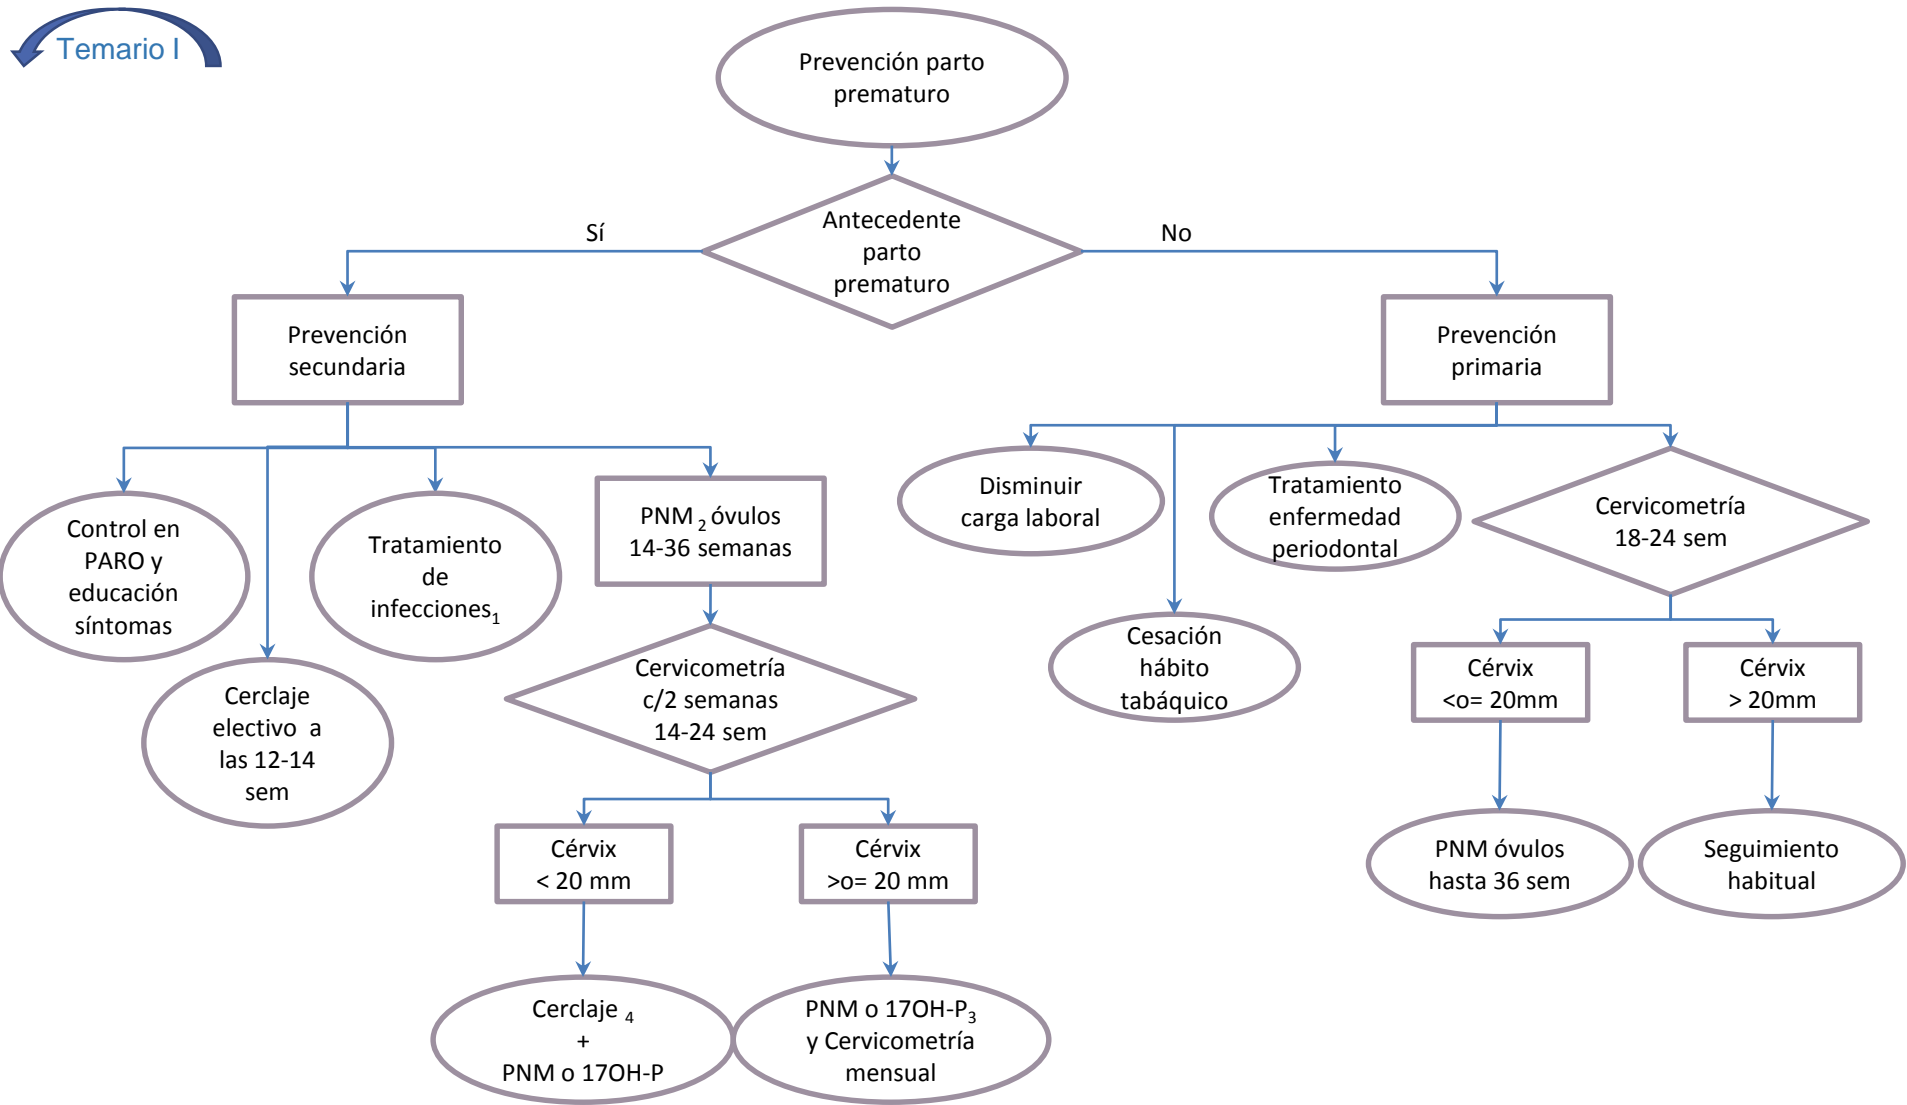 Temario I
Prevención parto
prematuro
Antecedente
parto
prematuro
Sí
No
Prevención
secundaria
Prevención
primaria
Control en
PARO y
educación
síntomas
Cerclaje
electivo a
las 12-14
sem
Tratamiento
de
infecciones1
PNM 2 óvulos
14-36 semanas
Cervicometría
c/2 semanas
14-24 sem
Cérvix
< 20 mm
Cérvix
>o= 20 mm
Cerclaje 4
+
PNM o 17OH-P
PNM o 17OH-P3
y Cervicometría
mensual
Disminuir
carga laboral
Cesación
hábito
tabáquico
Tratamiento
enfermedad
periodontal
Cervicometría
18-24 sem
Cérvix
<o= 20mm
Cérvix
> 20mm
PNM óvulos
hasta 36 sem
Seguimiento
habitual